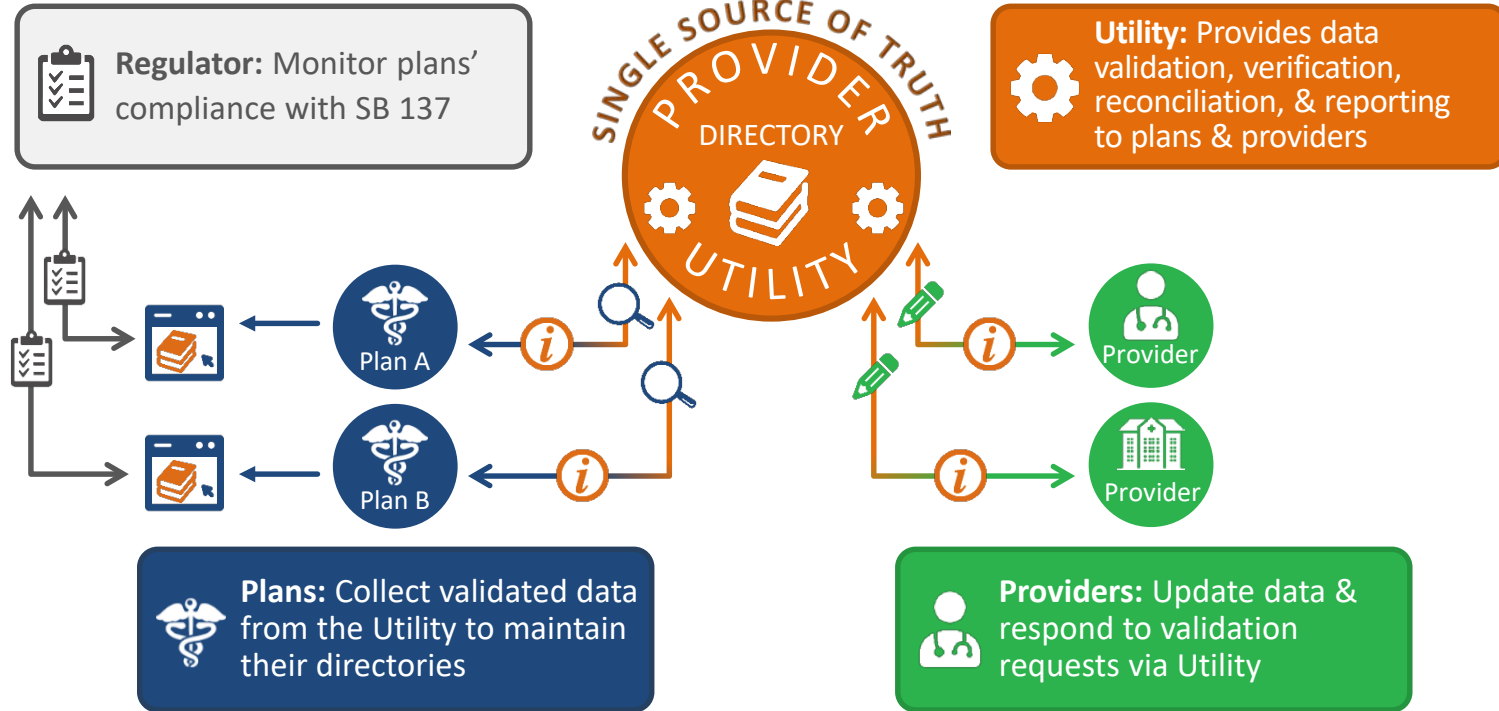 Regulator: Monitor plans’
compliance with SB 137
SINGLE SOURCE OF TRUTH
PROVIDER
DIRECTORY
UTILITY
Utility: Provides data
validation, verification,
reconciliation, & reporting
to plans & providers
Plan A
i
i
Provider
Plan B
i
i
Provider
Plans: Collect validated data
from the Utility to maintain
their directories
Providers: Update data &
respond to validation
requests via Utility